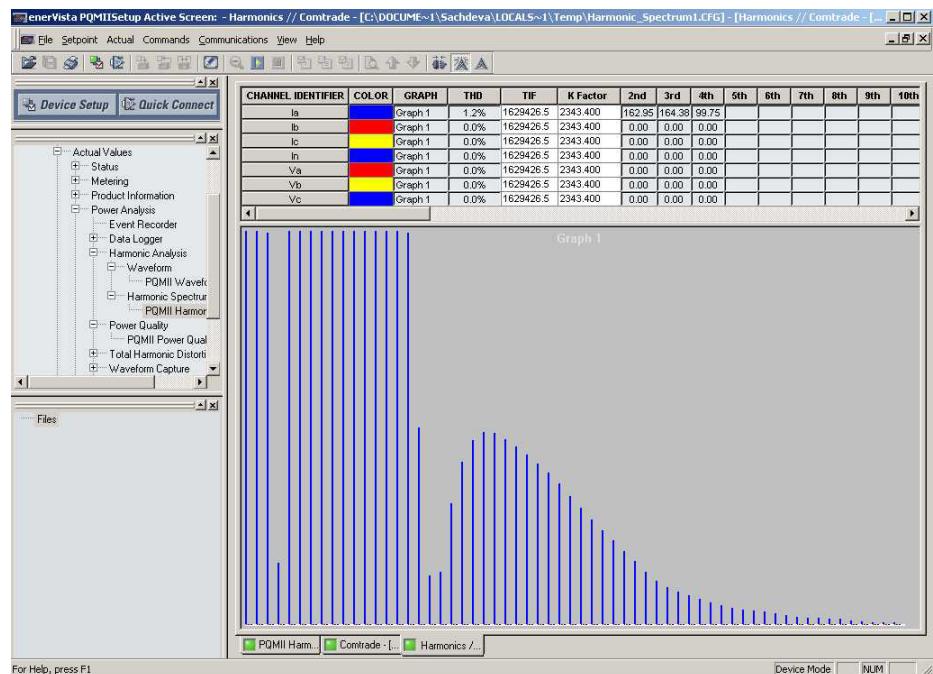 enerVista PQMIISetup Active Screen: - Harmonics // Comtrade - [C:\DOCUME~1\Sachdeva\LOCALS~1\Temp\Harmonic_Spectrum1.CFG] - [Harmonics // Comtrade - [...
File Setpoint Actual Commands Communications View Help
Device Setup Quick Connect
Actual Values
Status
Metering
Product Information
Power Analysis
Event Recorder
Data Logger
Harmonic Analysis
Waveform
PQMII Wavefo
Harmonic Spectrur
PQMII Harmor
Power Quality
PQMII Power Qual
Total Harmonic Distorti
Waveform Capture
Files
CHANNEL IDENTIFIER COLOR GRAPH THD TIF K Factor 2nd 3rd 4th 5th 6th 7th 8th 9th 10th
Ia Graph 1 1.2% 1629426.5 2343.400 162.95 164.38 99.75
Ib Graph 1 0.0% 1629426.5 2343.400 0.00 0.00 0.00
Ic Graph 1 0.0% 1629426.5 2343.400 0.00 0.00 0.00
In Graph 1 0.0% 1629426.5 2343.400 0.00 0.00 0.00
Va Graph 1 0.0% 1629426.5 2343.400 0.00 0.00 0.00
Vb Graph 1 0.0% 1629426.5 2343.400 0.00 0.00 0.00
Vc Graph 1 0.0% 1629426.5 2343.400 0.00 0.00 0.00
Graph 1
PQMII Harm... Comtrade - [... Harmonics /...
For Help, press F1
Device Mode NUM